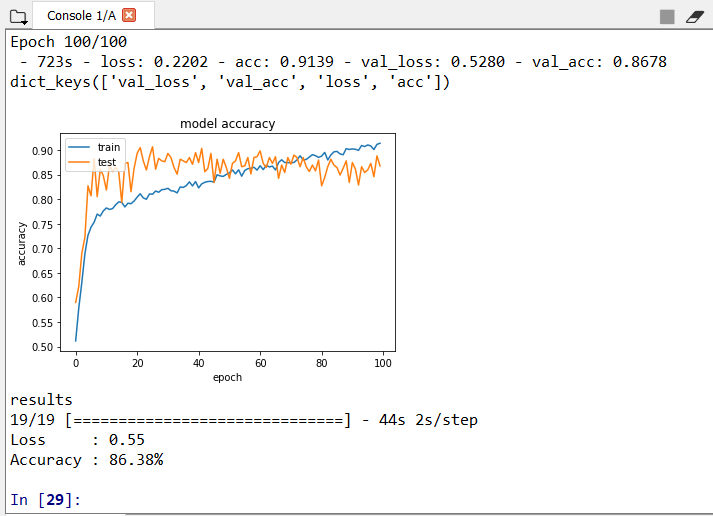 Console 1/A
Epoch 100/100
- 723s - loss: 0.2202 - acc: 0.9139 - val_loss: 0.5280 - val_acc: 0.8678
dict_keys(['val_loss', 'val_acc', 'loss', 'acc'])
model accuracy
train
test
0.90
0.85
0.80
0.75
0.70
0.65
0.60
0.55
0.50
accuracy
0 20 40 60 80 100
epoch
results
19/19 [==============================] - 44s 2s/step
Loss     : 0.55
Accuracy : 86.38%
In [29]: